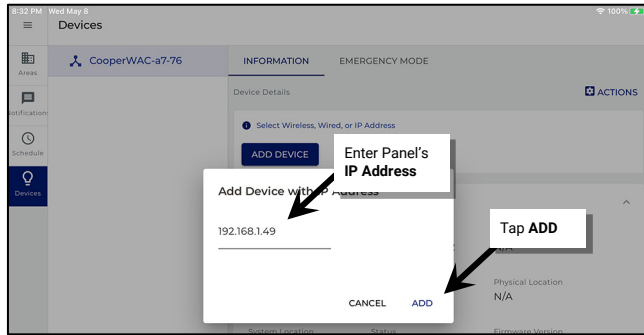 8:32 PM Wed May 8 100%
Devices
Areas
Notifications
Schedule
Devices
CooperWAC-a7-76
INFORMATION EMERGENCY MODE
Device Details ACTIONS
Select Wireless, Wired, or IP Address
ADD DEVICE
Enter Panel's
IP Address
Add Device with IP Address
192.168.1.49
Tap ADD
N/A
Physical Location
N/A
CANCEL ADD
System Location Status Firmware Version